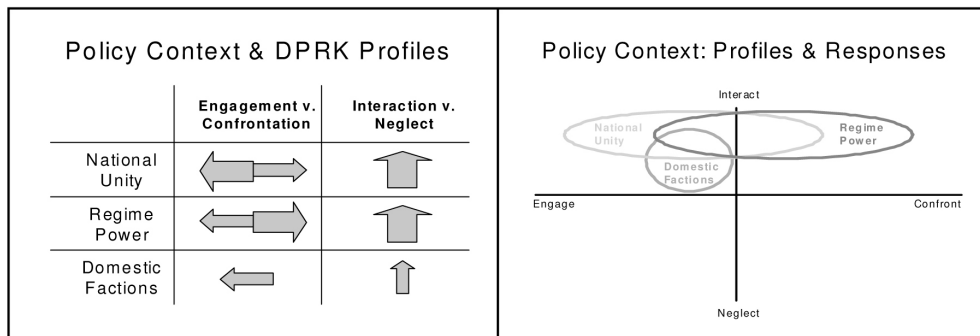 Policy Context & DPRK Profiles
Engagement v.
Confrontation
Interaction v.
Neglect
National
Unity
Regime
Power
Domestic
Factions
Policy Context: Profiles & Responses
Interact
National
Unity
Regime
Power
Domestic
Factions
Engage
Confront
Neglect